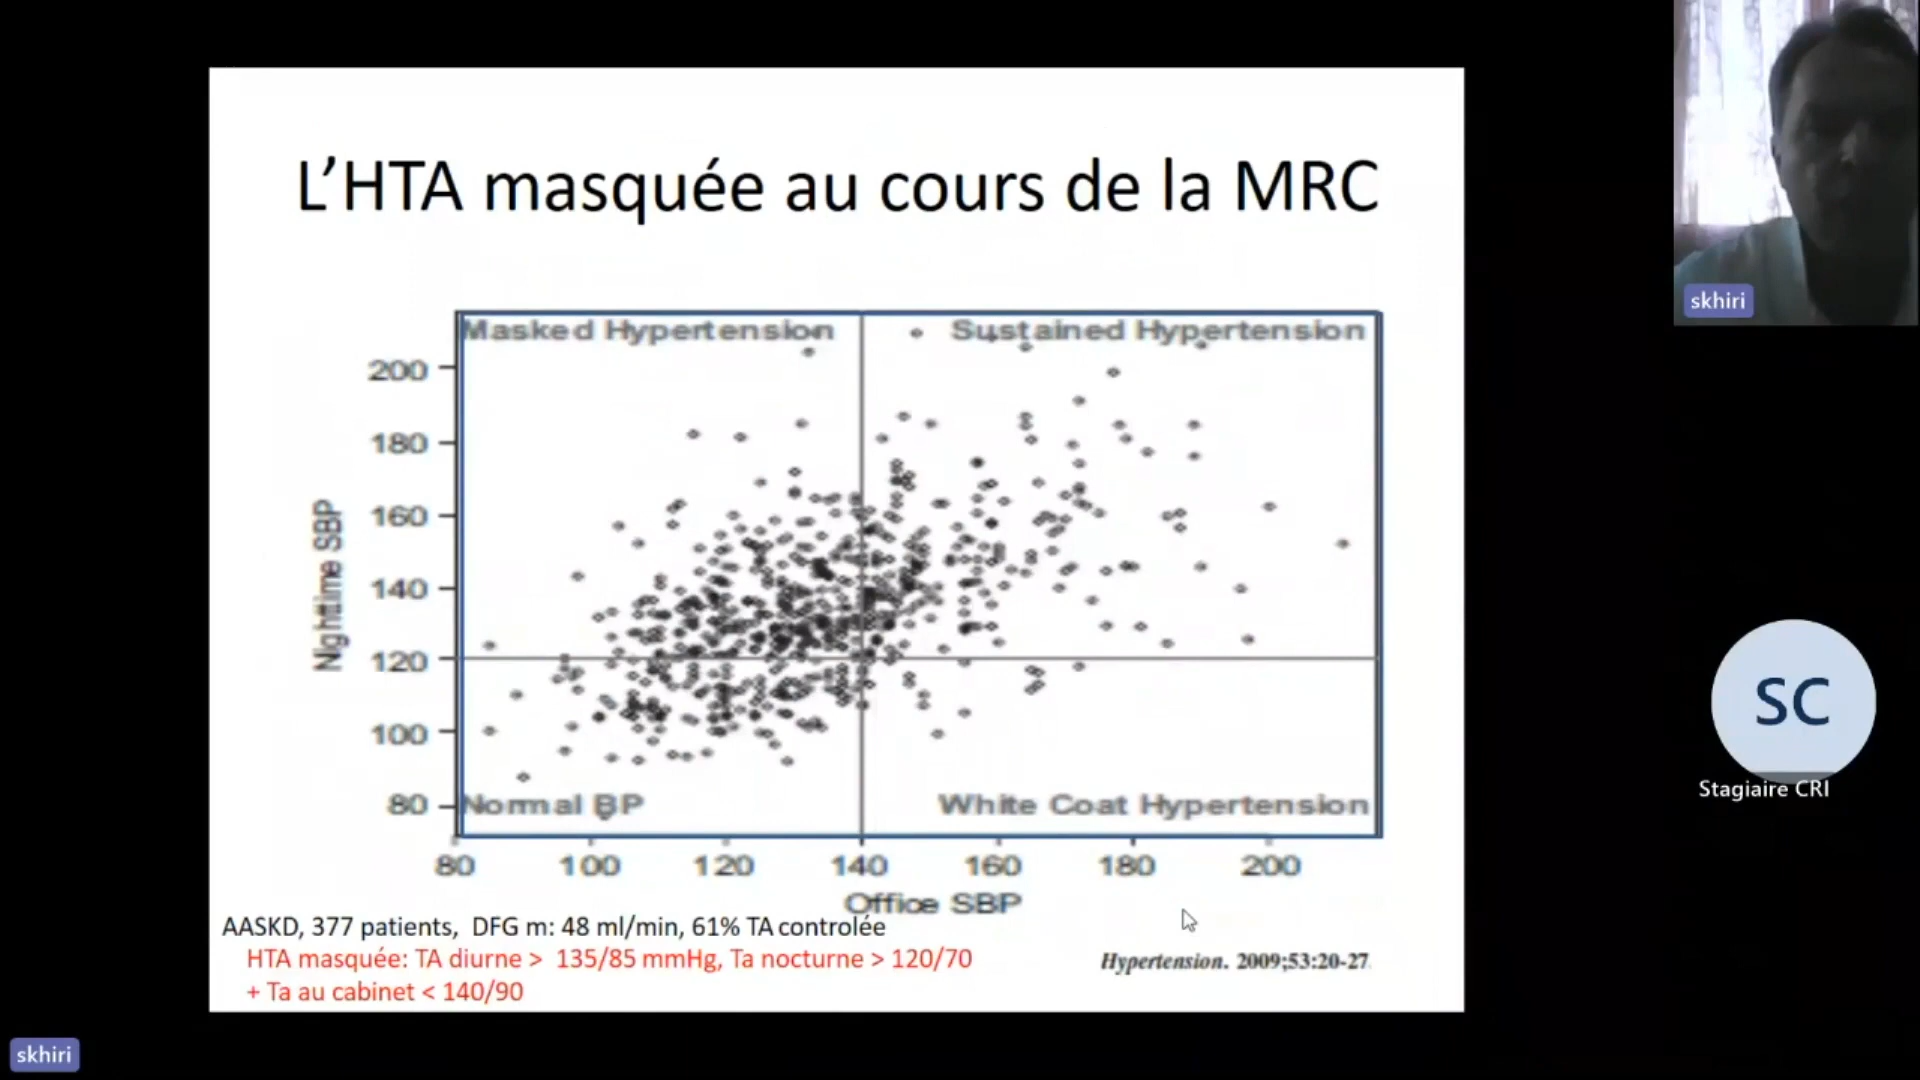 L'HTA masquée au cours de la MRC
Masked Hypertension
Sustained Hypertension
200
180
160
140
120
100
80
Nighttime SBP
Normal BP
White Coat Hypertension
80 100 120 140 160 180 200
Office SBP
AASKD, 377 patients, DFG m: 48 ml/min, 61% TA controlée
HTA masquée: TA diurne > 135/85 mmHg, Ta nocturne > 120/70
+ Ta au cabinet < 140/90
Hypertension. 2009;53:20-27.
skhiri
SC
Stagiaire CRI
skhiri